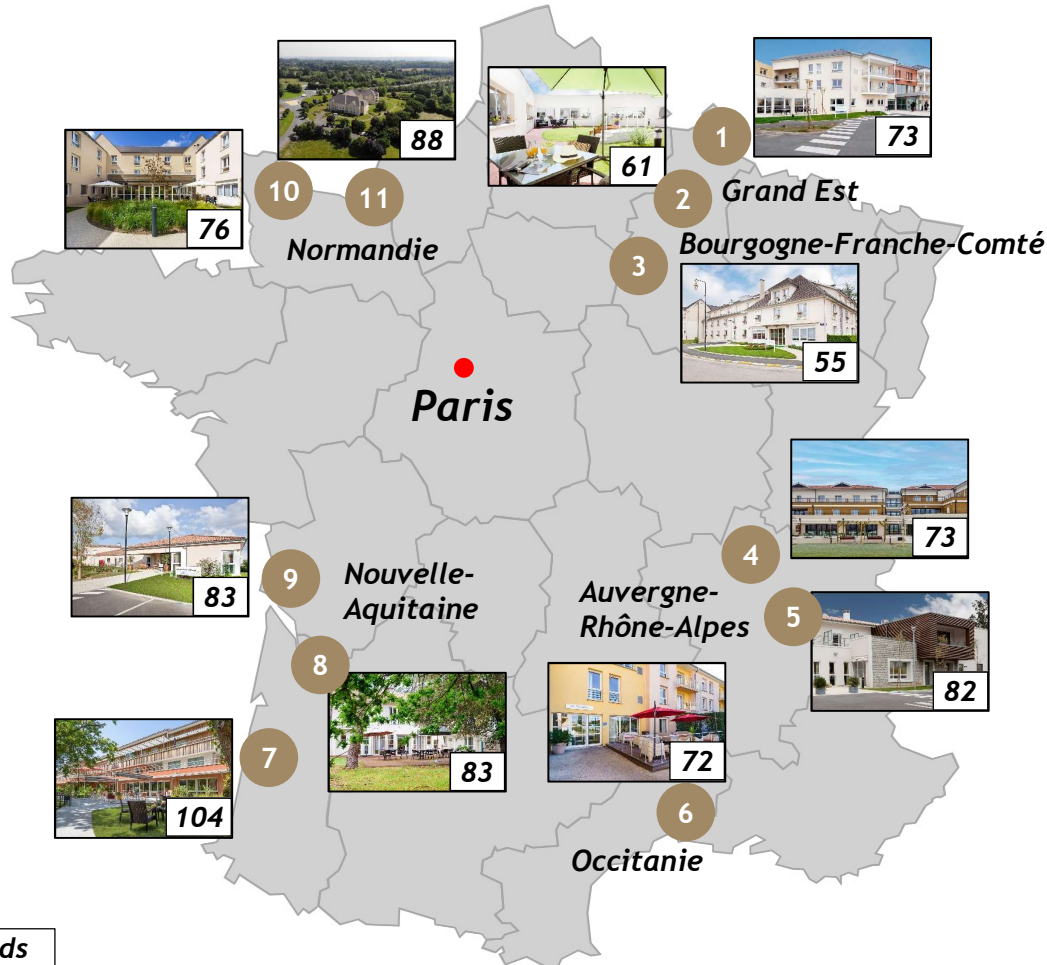 88
73
1
61
2
Grand Est
10
11
76
Normandie
Bourgogne-Franche-Comté
3
55
Paris
73
4
83
9
Nouvelle-
Aquitaine
Auvergne-
Rhône-Alpes
5
82
8
83
72
7
104
6
Occitanie